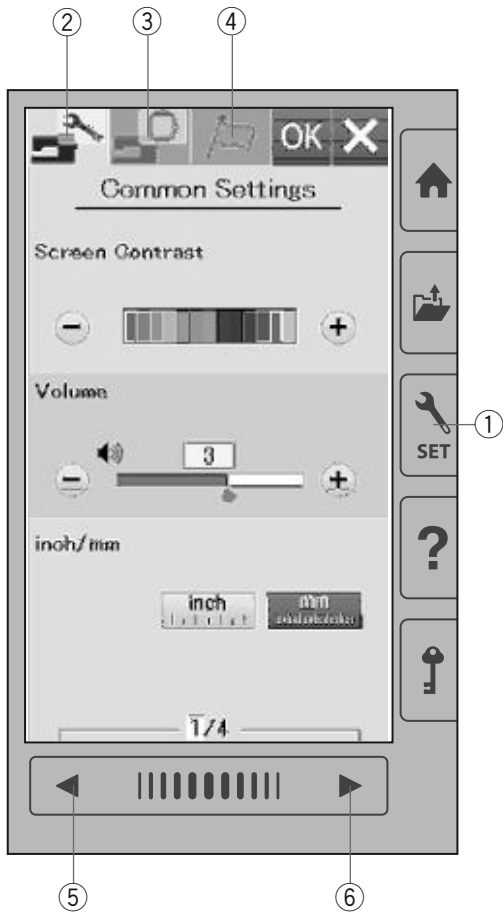 ② ③ ④
OK X
Common Settings
Screen Contrast
− +
Volume
3
− +
①
SET
inch/mm
inch mm
?
1/4
⑤ ⑥